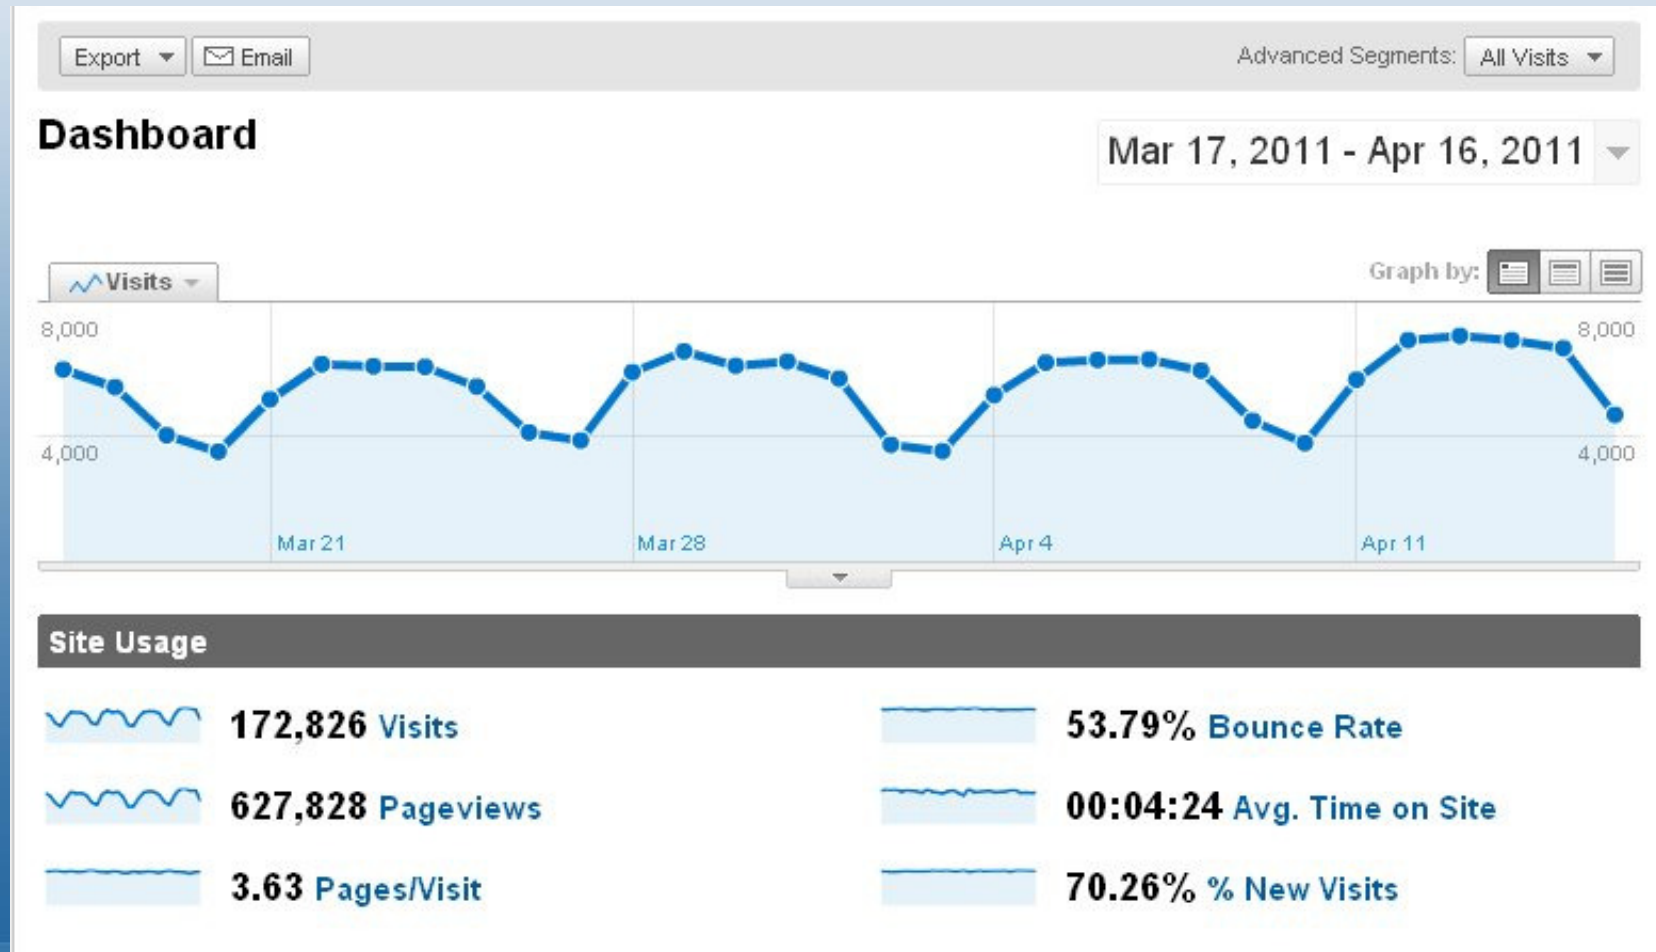 Export Email Advanced Segments: All Visits
Dashboard
Mar 17, 2011 - Apr 16, 2011
Visits Graph by:
8,000 8,000
4,000 4,000
Mar 21 Mar 28 Apr 4 Apr 11
Site Usage
172,826 Visits
53.79% Bounce Rate
627,828 Pageviews
00:04:24 Avg. Time on Site
3.63 Pages/Visit
70.26% % New Visits